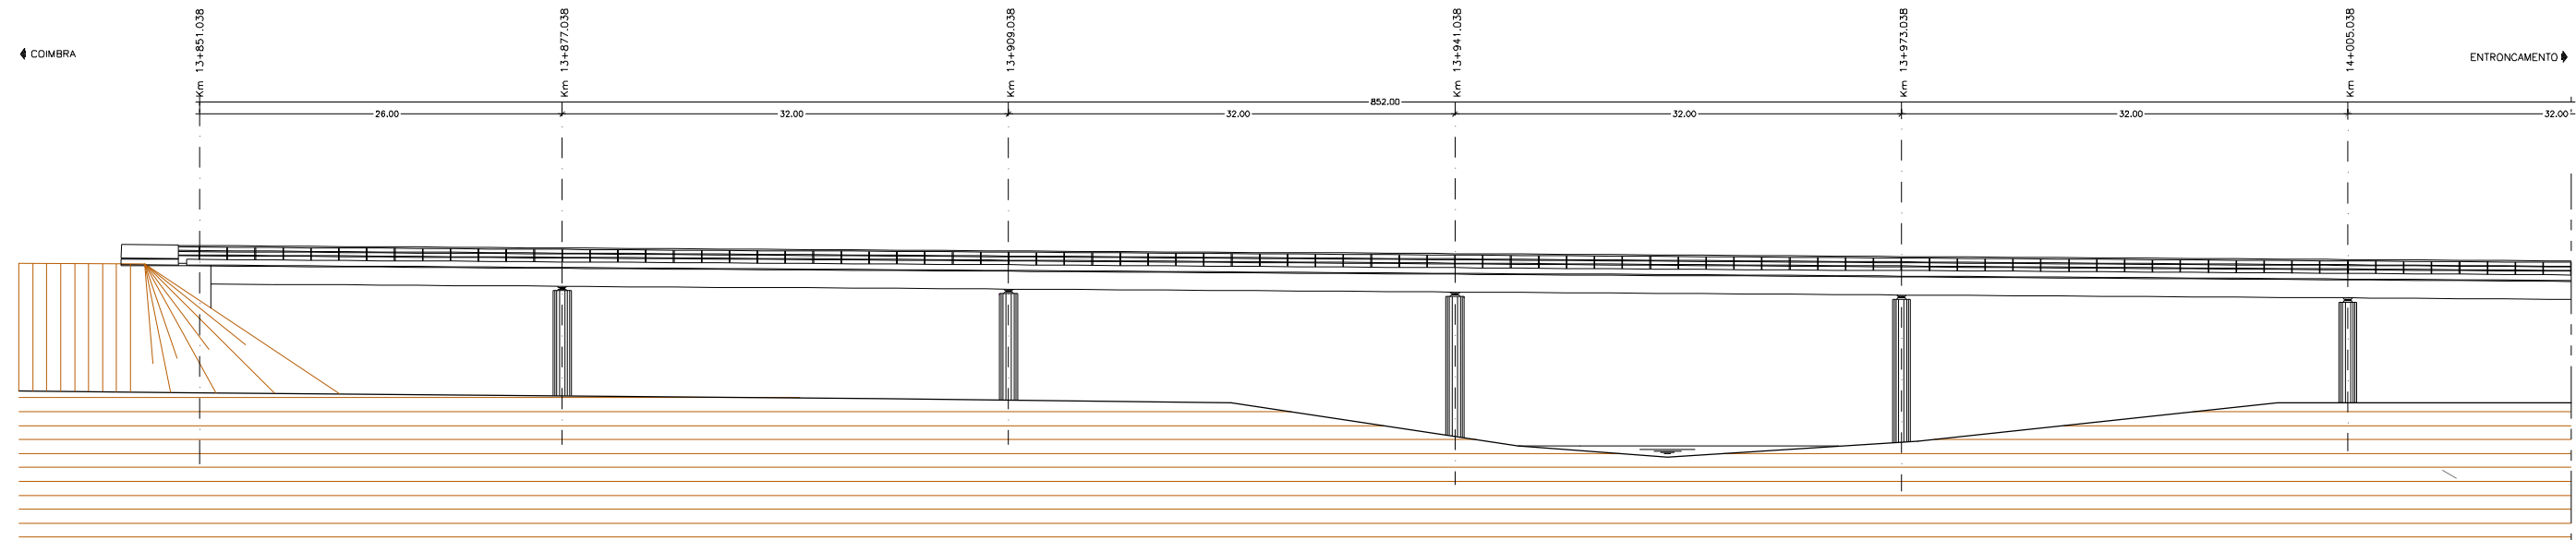 COIMBRA
Km 13+851.038
Km 13+877.038
Km 13+909.038
Km 13+941.038
Km 13+973.038
Km 14+005.038
ENTRONCAMENTO
852.00
26.00
32.00
32.00
32.00
32.00
32.00